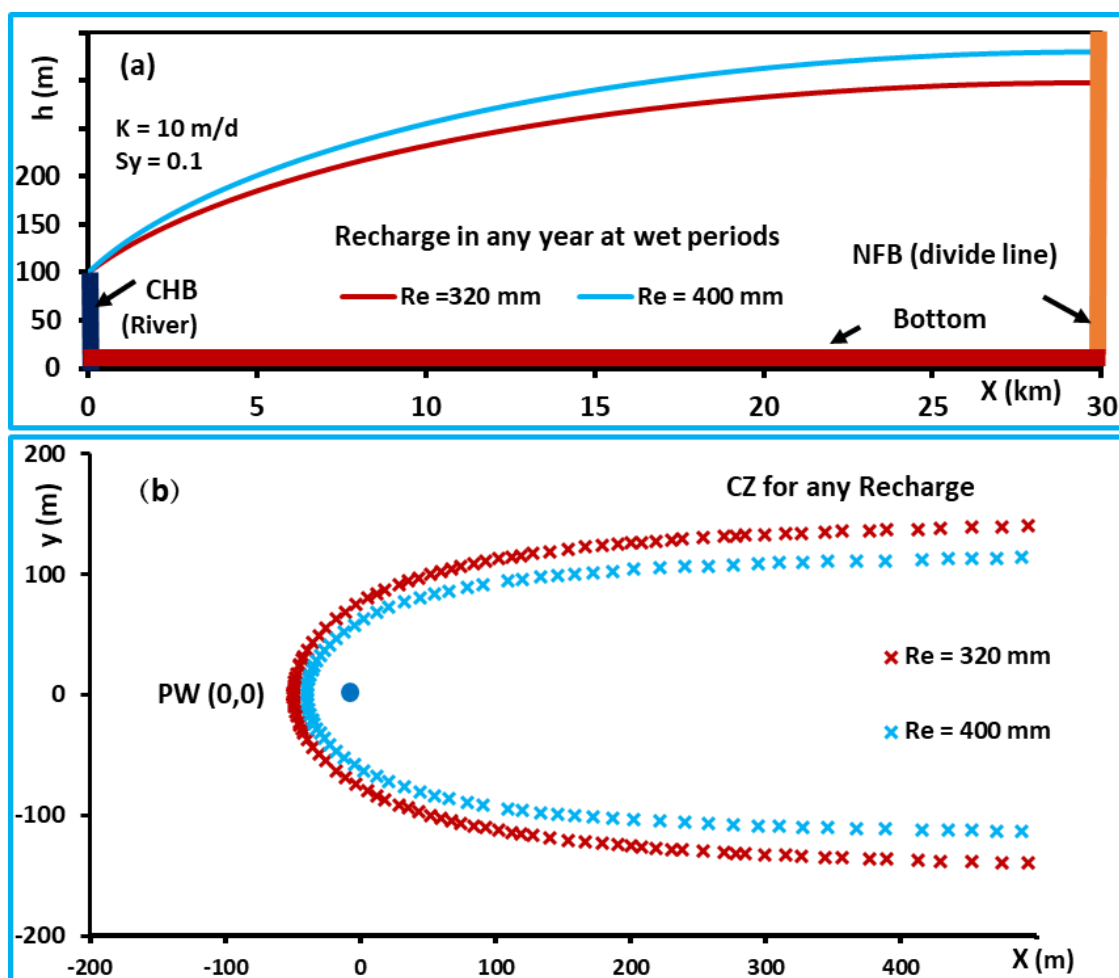 (a)
h (m)
K = 10 m/d
Sy = 0.1
200
150
100
50
0
Recharge in any year at wet periods
Re =320 mm
Re = 400 mm
CHB
(River)
NFB (divide line)
Bottom
0 5 10 15 20 25 30
X (km)
(b)
y (m)
CZ for any Recharge
200
100
0
-100
-200
PW (0,0)
Re = 320 mm
Re = 400 mm
-200 -100 0 100 200 300 400
X (m)